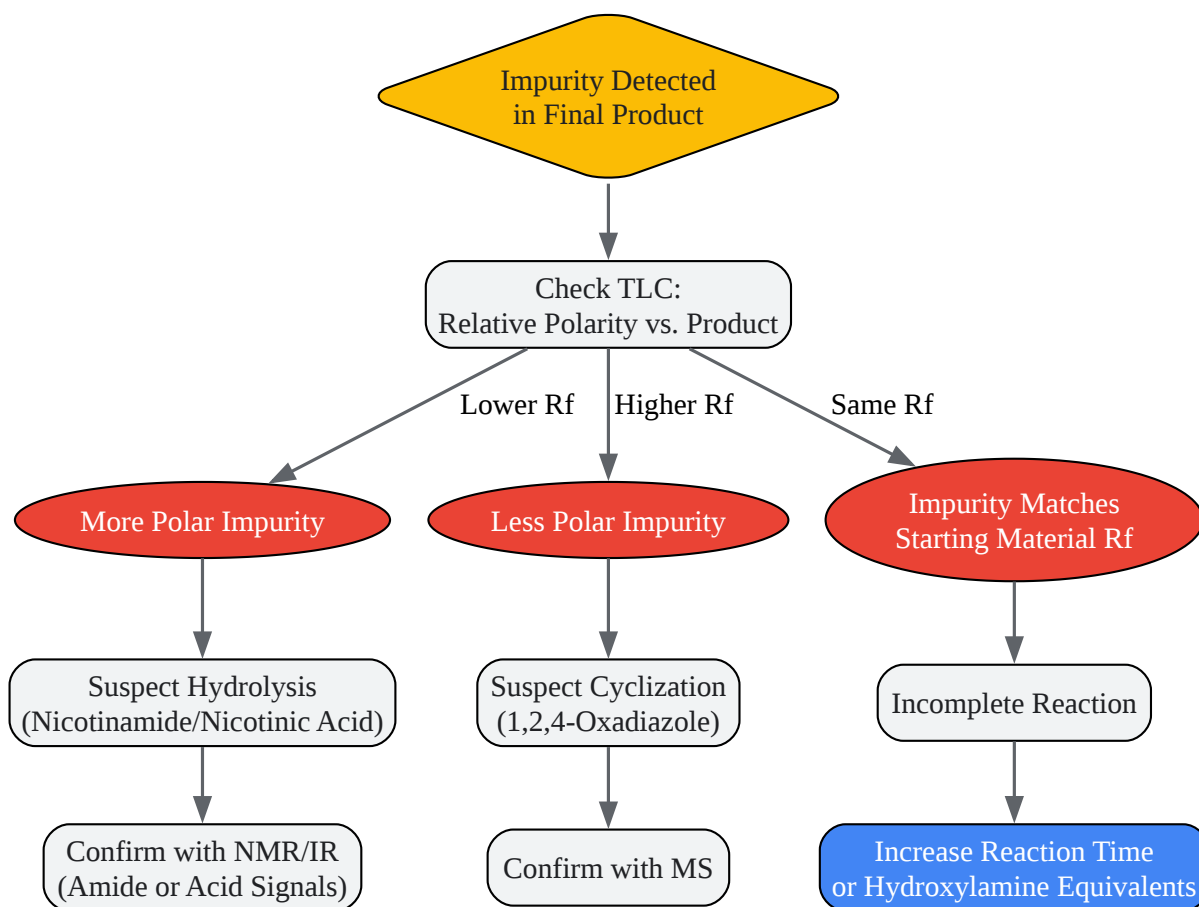 Impurity Detected
in Final Product
Check TLC:
Relative Polarity vs. Product
Lower Rf
Higher Rf
Same Rf
More Polar Impurity
Less Polar Impurity
Impurity Matches
Starting Material Rf
Suspect Hydrolysis
(Nicotinamide/Nicotinic Acid)
Suspect Cyclization
(1,2,4-Oxadiazole)
Incomplete Reaction
Confirm with NMR/IR
(Amide or Acid Signals)
Confirm with MS
Increase Reaction Time
or Hydroxylamine Equivalents